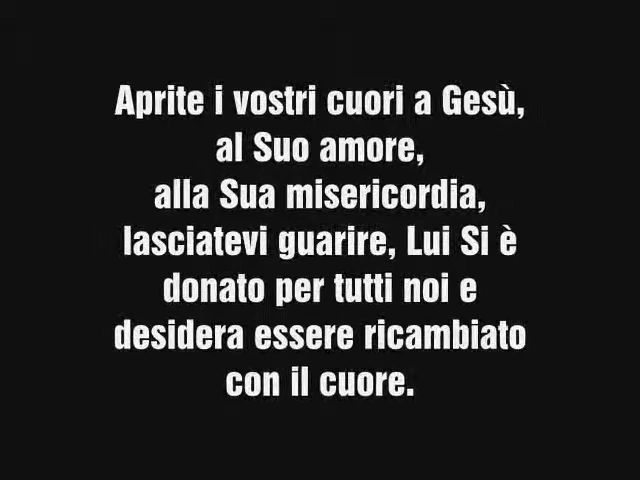 Aprite i vostri cuori a Gesù,
al Suo amore,
alla Sua misericordia,
lasciatevi guarire, Lui Si è
donato per tutti noi e
desidera essere ricambiato
con il cuore.